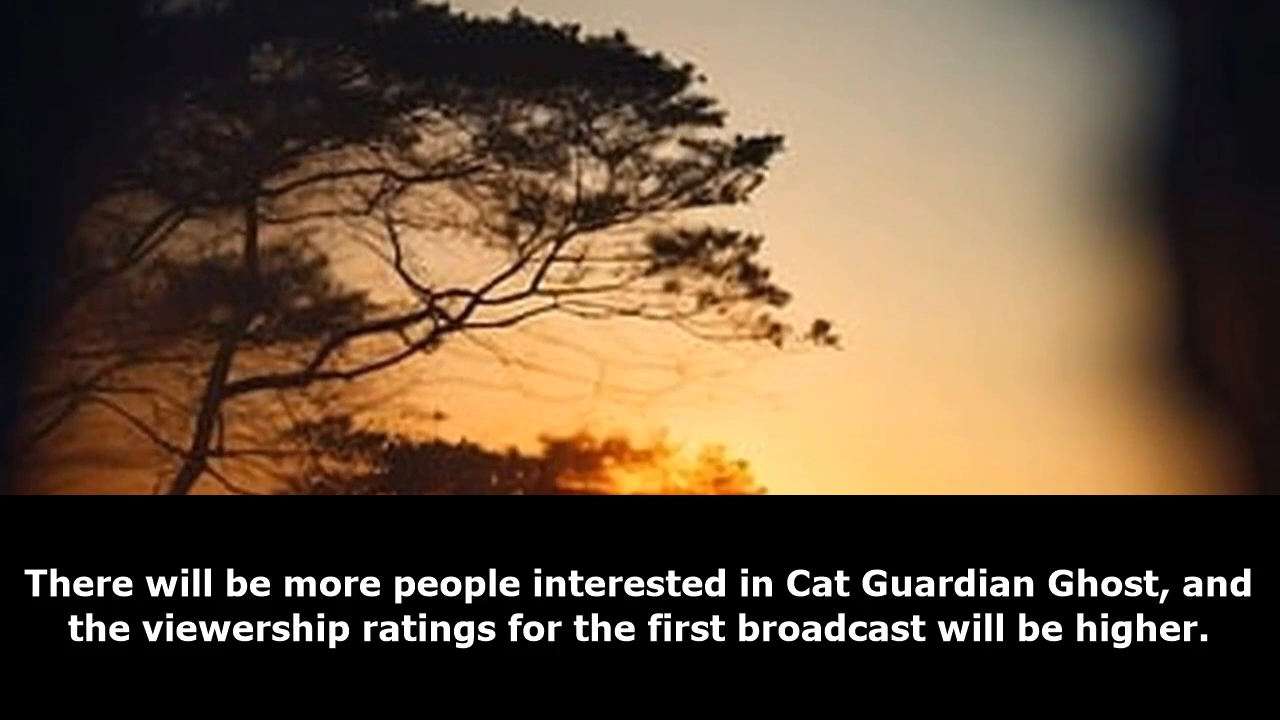 There will be more people interested in Cat Guardian Ghost, and
the viewership ratings for the first broadcast will be higher.